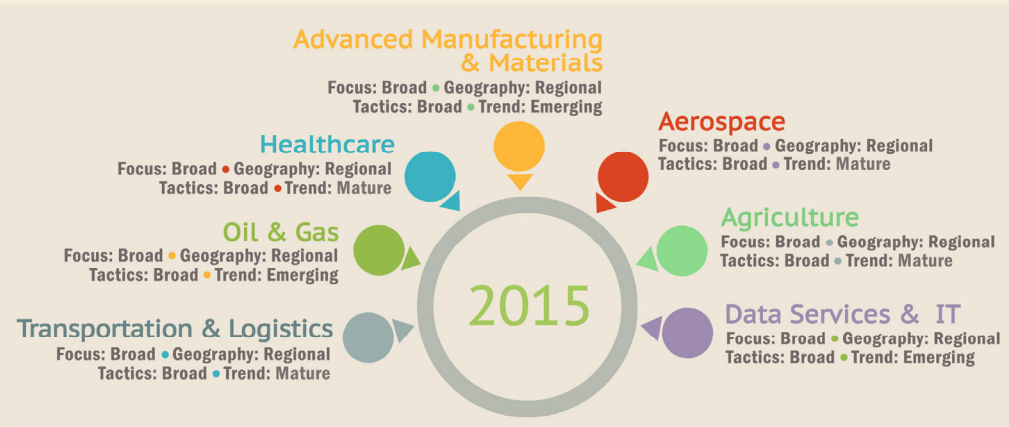 Advanced Manufacturing
& Materials
Focus: Broad • Geography: Regional
Tactics: Broad • Trend: Emerging
Healthcare
Focus: Broad • Geography: Regional
Tactics: Broad • Trend: Mature
Aerospace
Focus: Broad • Geography: Regional
Tactics: Broad • Trend: Mature
Oil & Gas
Focus: Broad • Geography: Regional
Tactics: Broad • Trend: Emerging
Agriculture
Focus: Broad • Geography: Regional
Tactics: Broad • Trend: Mature
2015
Transportation & Logistics
Focus: Broad • Geography: Regional
Tactics: Broad • Trend: Mature
Data Services & IT
Focus: Broad • Geography: Regional
Tactics: Broad • Trend: Emerging